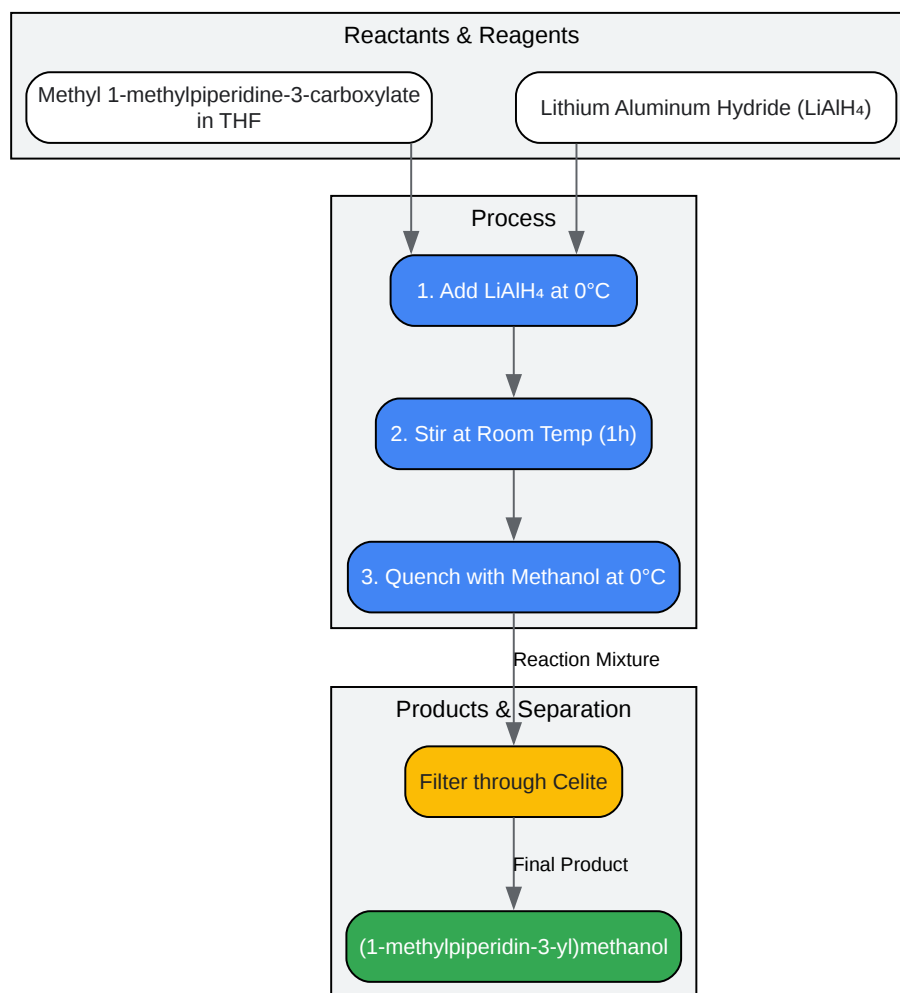 Reactants & Reagents
Methyl 1-methylpiperidine-3-carboxylate
in THF
Lithium Aluminum Hydride (LiAlH₄)
Process
1. Add LiAlH₄ at 0°C
2. Stir at Room Temp (1h)
3. Quench with Methanol at 0°C
Reaction Mixture
Products & Separation
Filter through Celite
Final Product
(1-methylpiperidin-3-yl)methanol